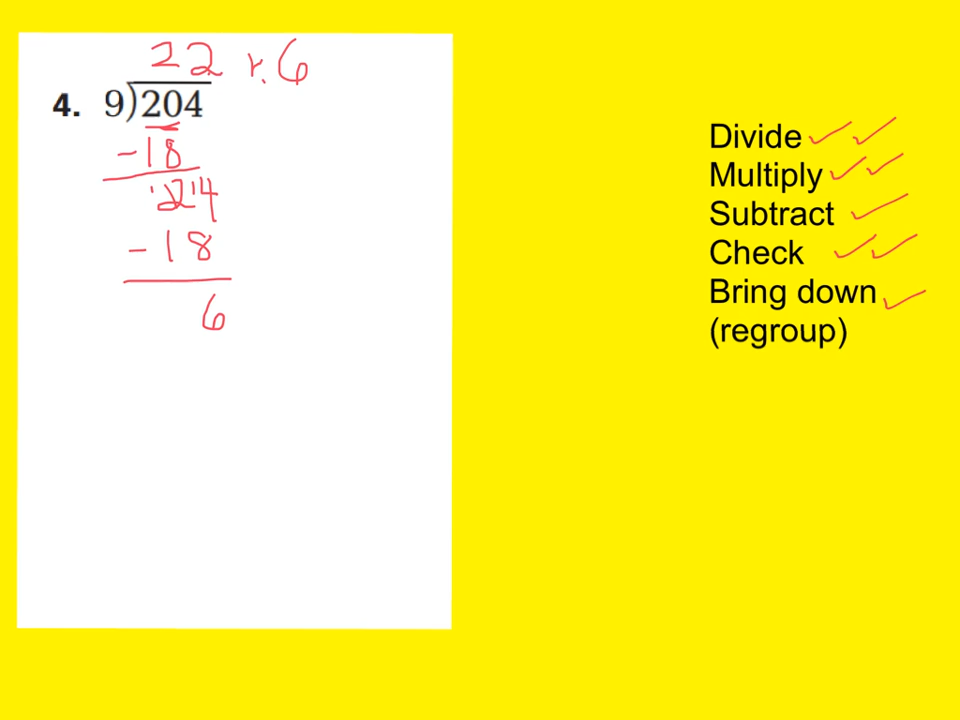 22 r.6
4. 9)204
-18
24
-18
6
Divide ✓ ✓
Multiply ✓ ✓
Subtract ✓
Check ✓ ✓
Bring down ✓
(regroup)